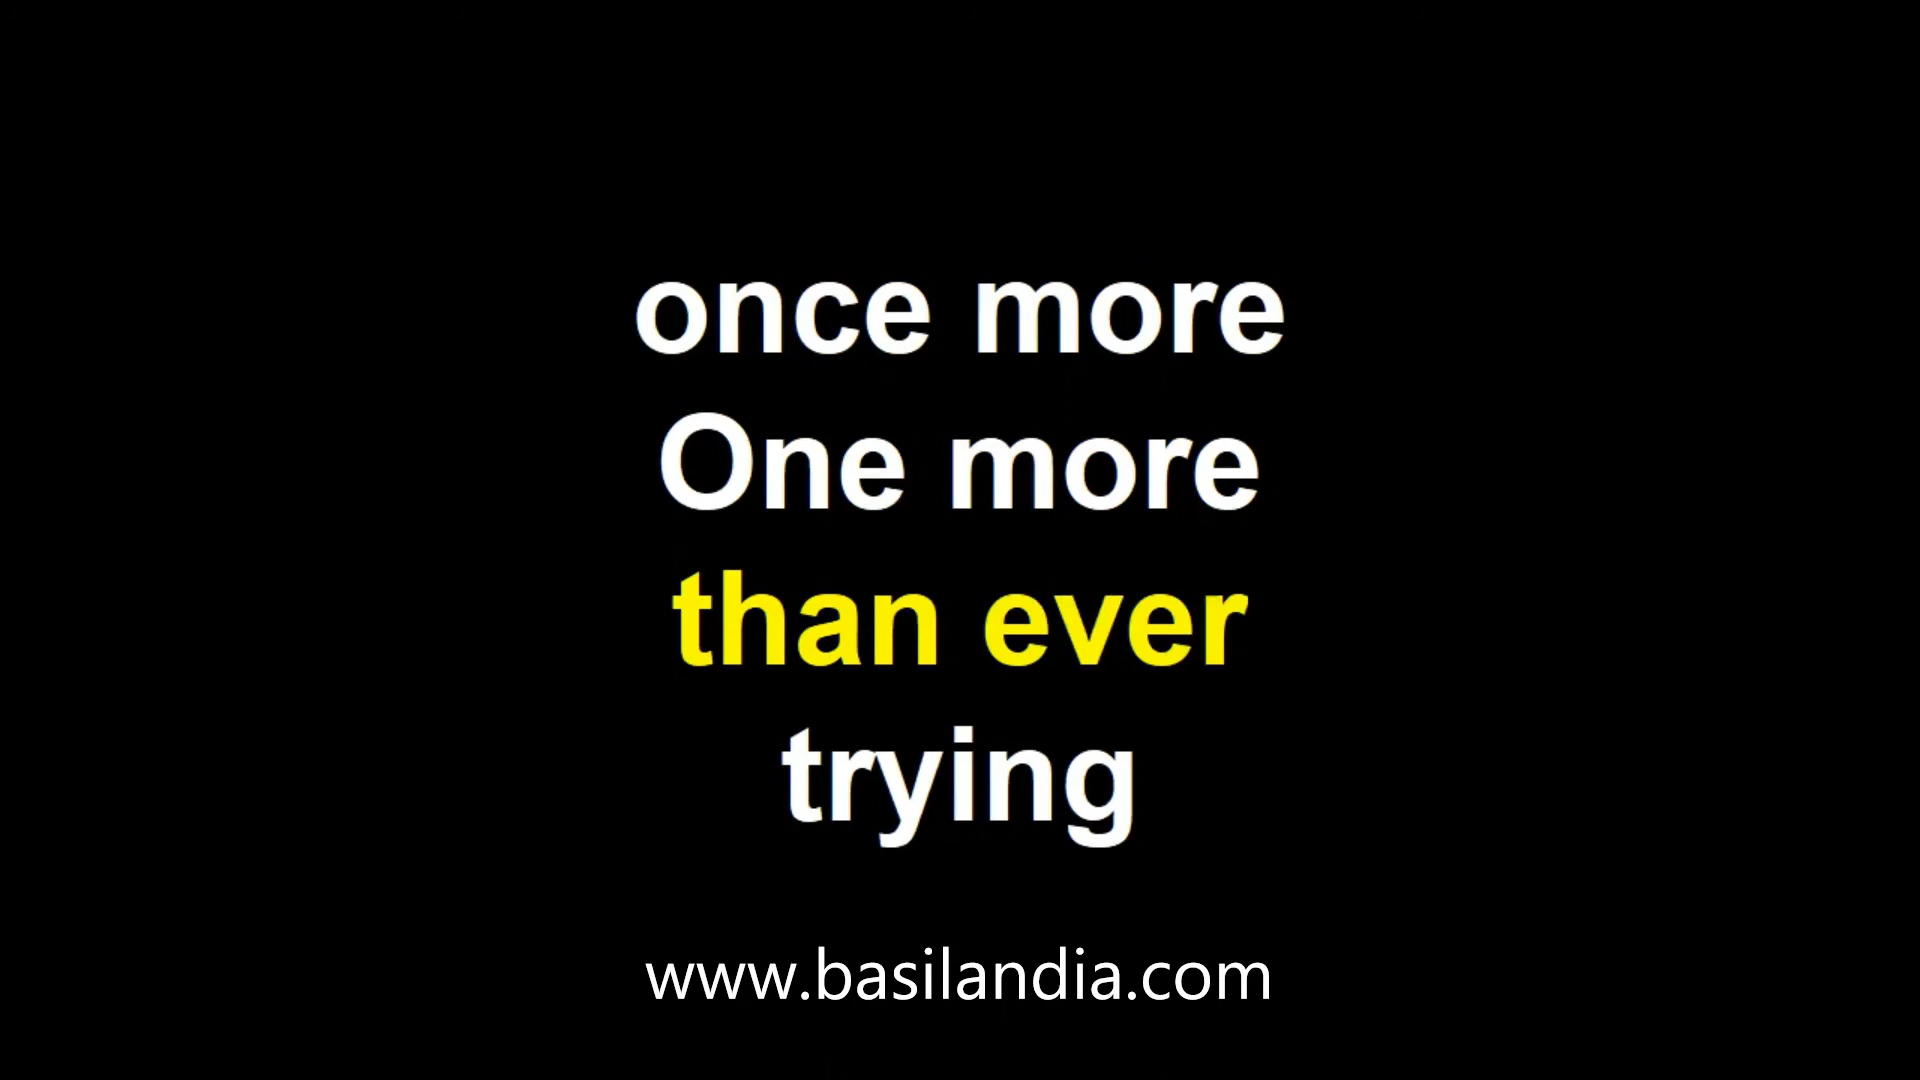 once more
One more
than ever
trying
www.basilandia.com